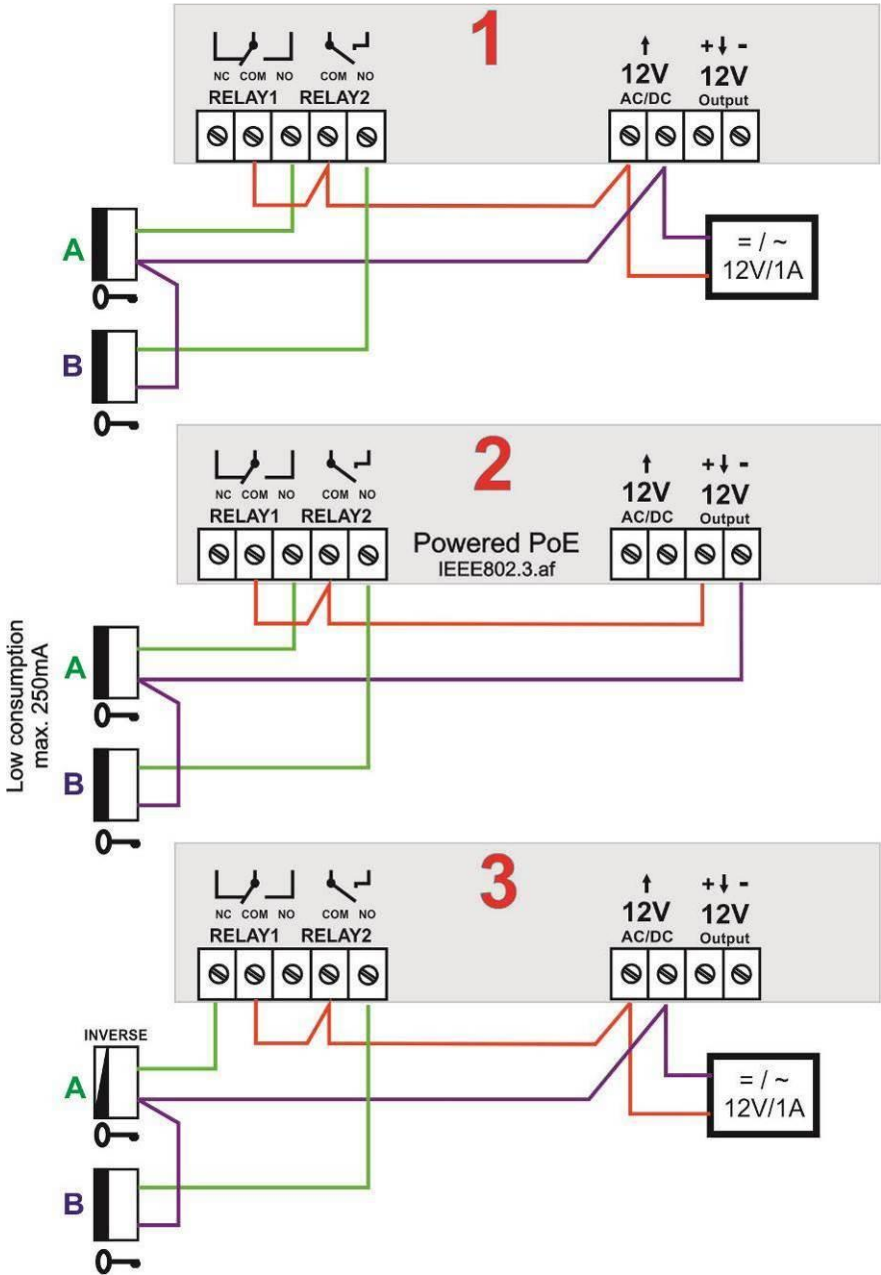 1
NC COM NO COM NO
RELAY1 RELAY2
12V 12V
+ -
AC/DC Output
A
B
= / ~
12V/1A
2
NC COM NO COM NO
RELAY1 RELAY2
Powered PoE
IEEE802.3.af
+ -
12V 12V
AC/DC Output
Low consumption
max. 250mA
A
B
3
NC COM NO COM NO
RELAY1 RELAY2
+ -
12V 12V
AC/DC Output
INVERSE
A
B
= / ~
12V/1A